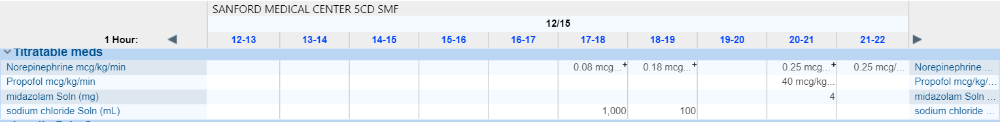 SANFORD MEDICAL CENTER 5CD SMF
12/15
1 Hour: 12-13 13-14 14-15 15-16 16-17 17-18 18-19 19-20 20-21 21-22
Titratable meds
Norepinephrine mcg/kg/min 0.08 mcg...+ 0.18 mcg...+ 0.25 mcg...+ 0.25 mcg/... Norepinephrine ...
Propofol mcg/kg/min 40 mcg/kg... Propofol mcg/kg/...
midazolam Soln (mg) 4 midazolam Soln ...
sodium chloride Soln (mL) 1,000 100 sodium chloride ...